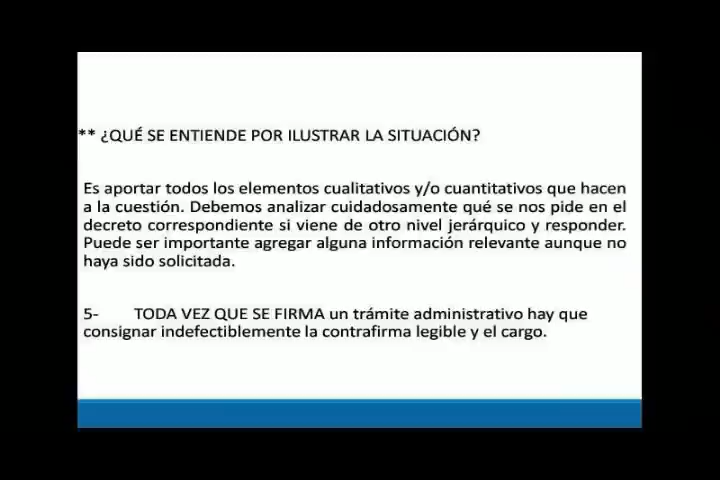 ** ¿QUÉ SE ENTIENDE POR ILUSTRAR LA SITUACIÓN?
Es aportar todos los elementos cualitativos y/o cuantitativos que hacen
a la cuestión. Debemos analizar cuidadosamente qué se nos pide en el
decreto correspondiente si viene de otro nivel jerárquico y responder.
Puede ser importante agregar alguna información relevante aunque no
haya sido solicitada.
5- TODA VEZ QUE SE FIRMA un trámite administrativo hay que
consignar indefectiblemente la contrafirma legible y el cargo.